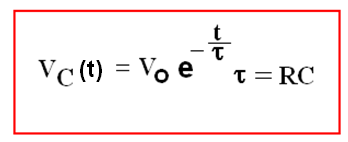 V_C(t) = V_o e^{-t/τ} τ = RC